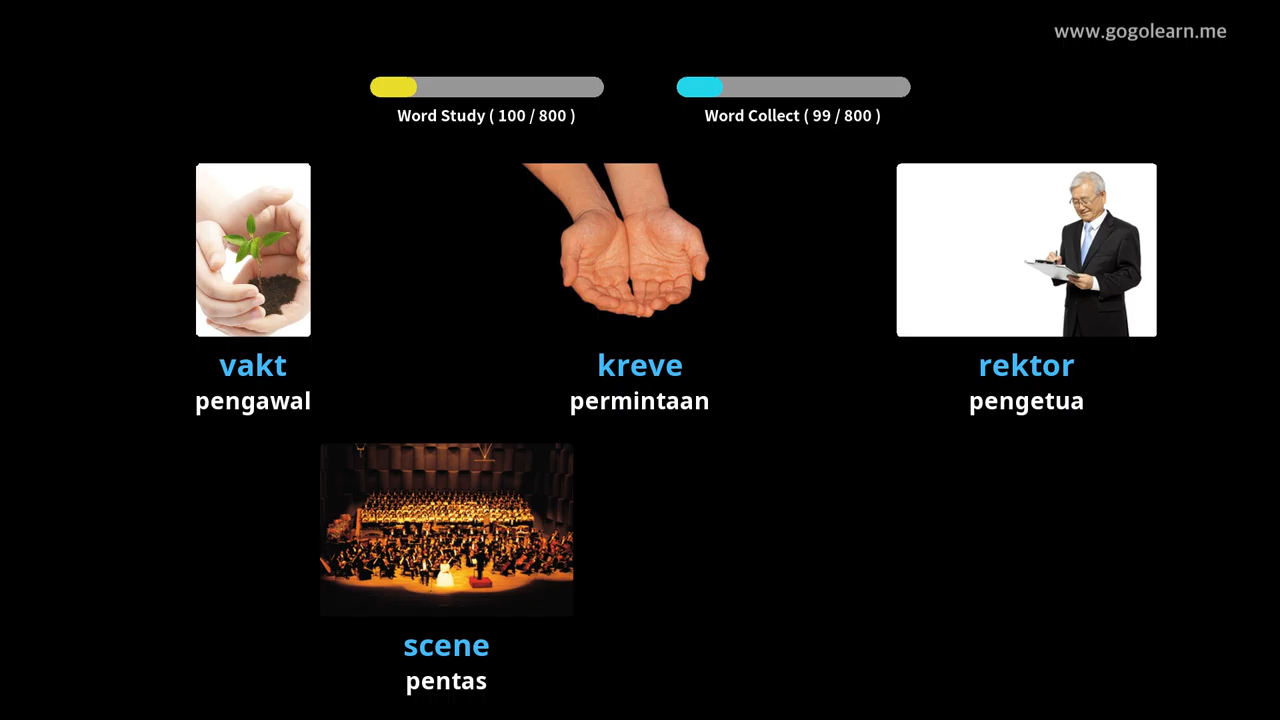 www.gogolearn.me
Word Study ( 100 / 800 )
Word Collect ( 99 / 800 )
vakt
pengawal
kreve
permintaan
rektor
pengetua
scene
pentas